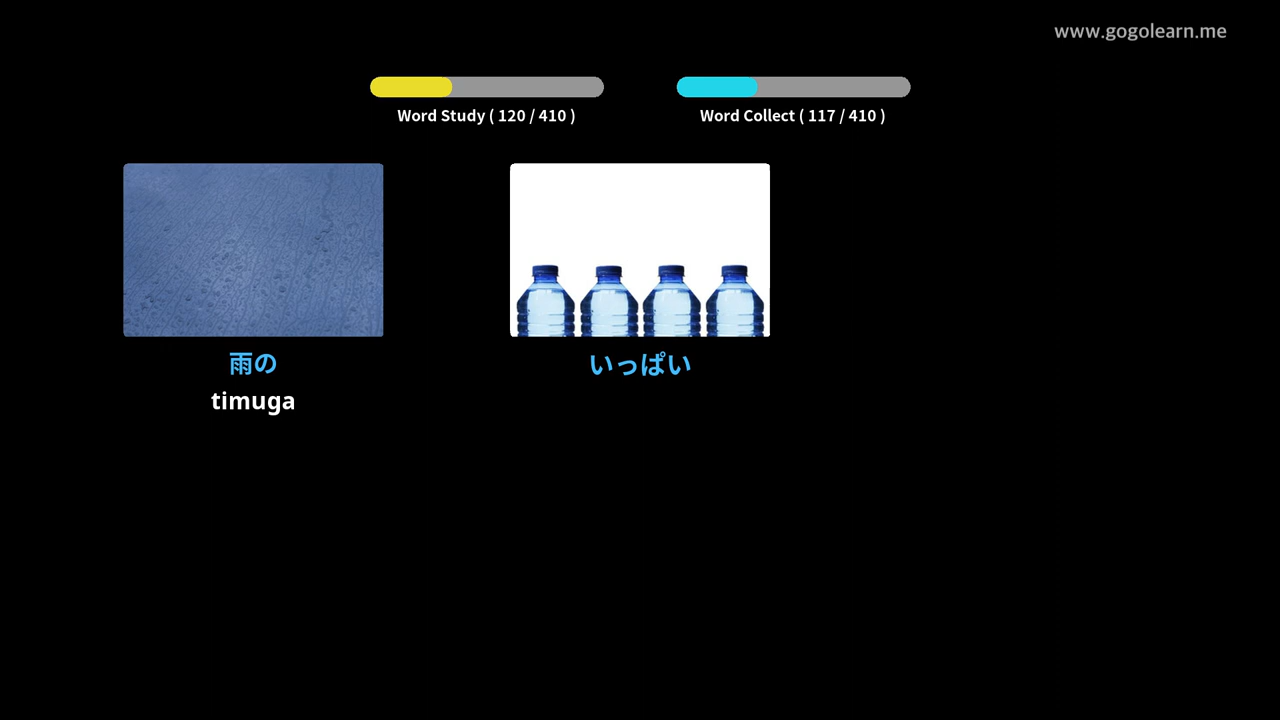 www.gogolearn.me
Word Study ( 120 / 410 )
Word Collect ( 117 / 410 )
雨の
timuga
いっぱい